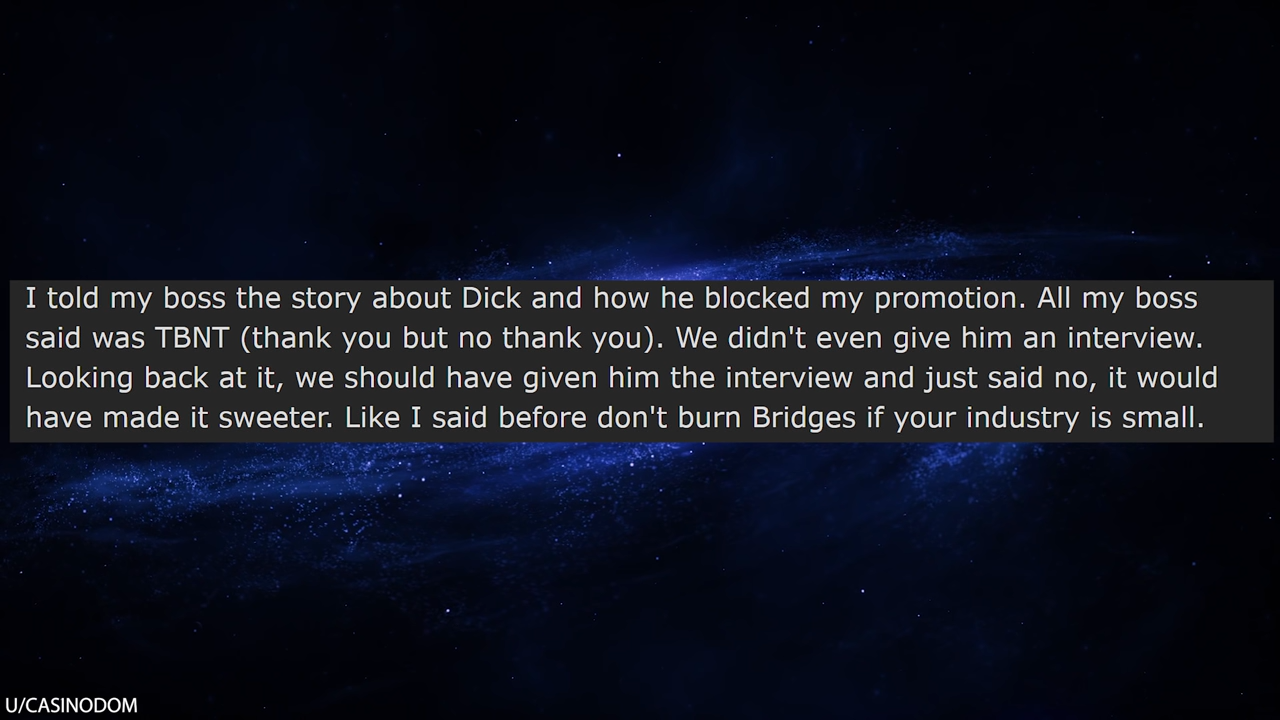 I told my boss the story about Dick and how he blocked my promotion. All my boss
said was TBNT (thank you but no thank you). We didn't even give him an interview.
Looking back at it, we should have given him the interview and just said no, it would
have made it sweeter. Like I said before don't burn Bridges if your industry is small.
U/CASINODOM